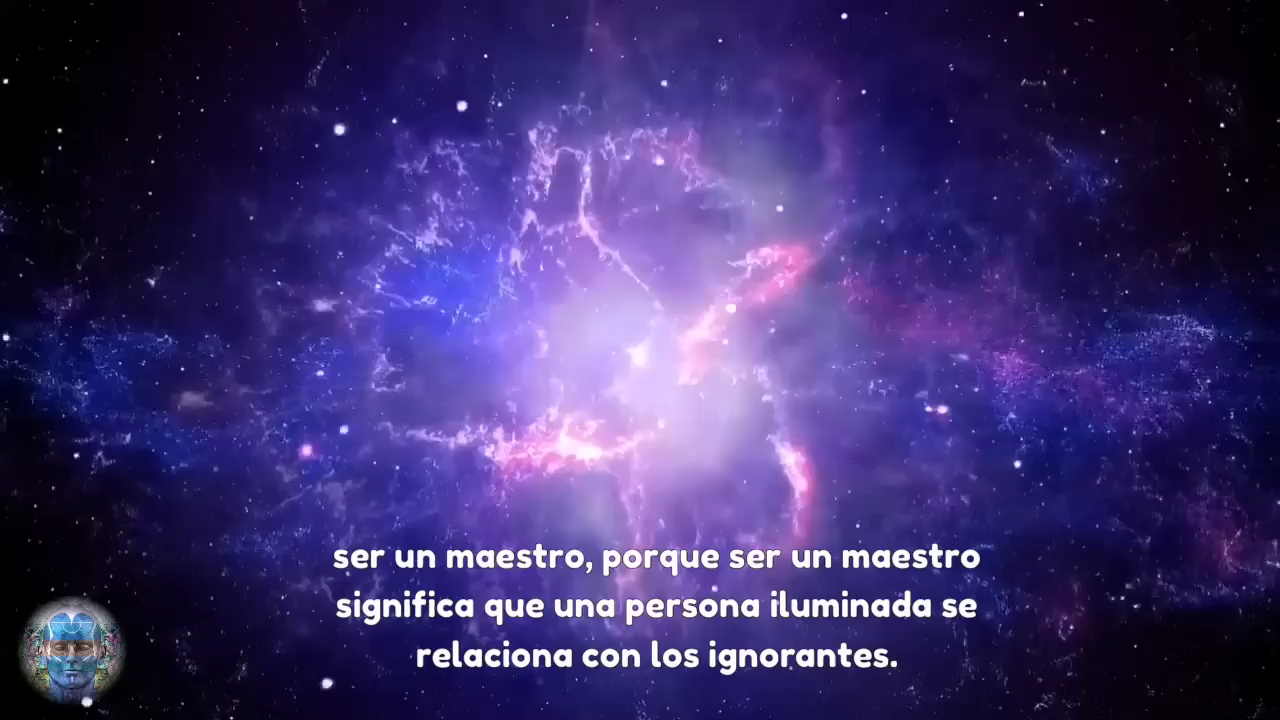 ser un maestro, porque ser un maestro
significa que una persona iluminada se
relaciona con los ignorantes.